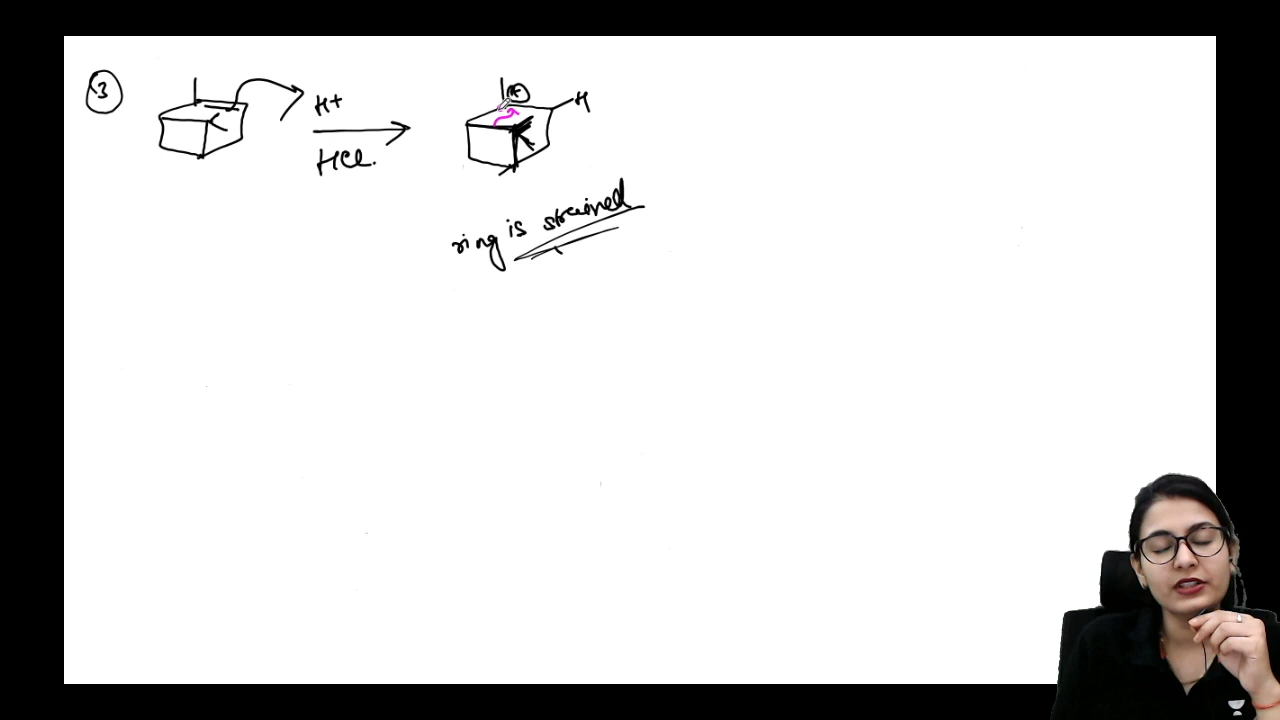 3
H+
HCl.
+
H
ring is strained